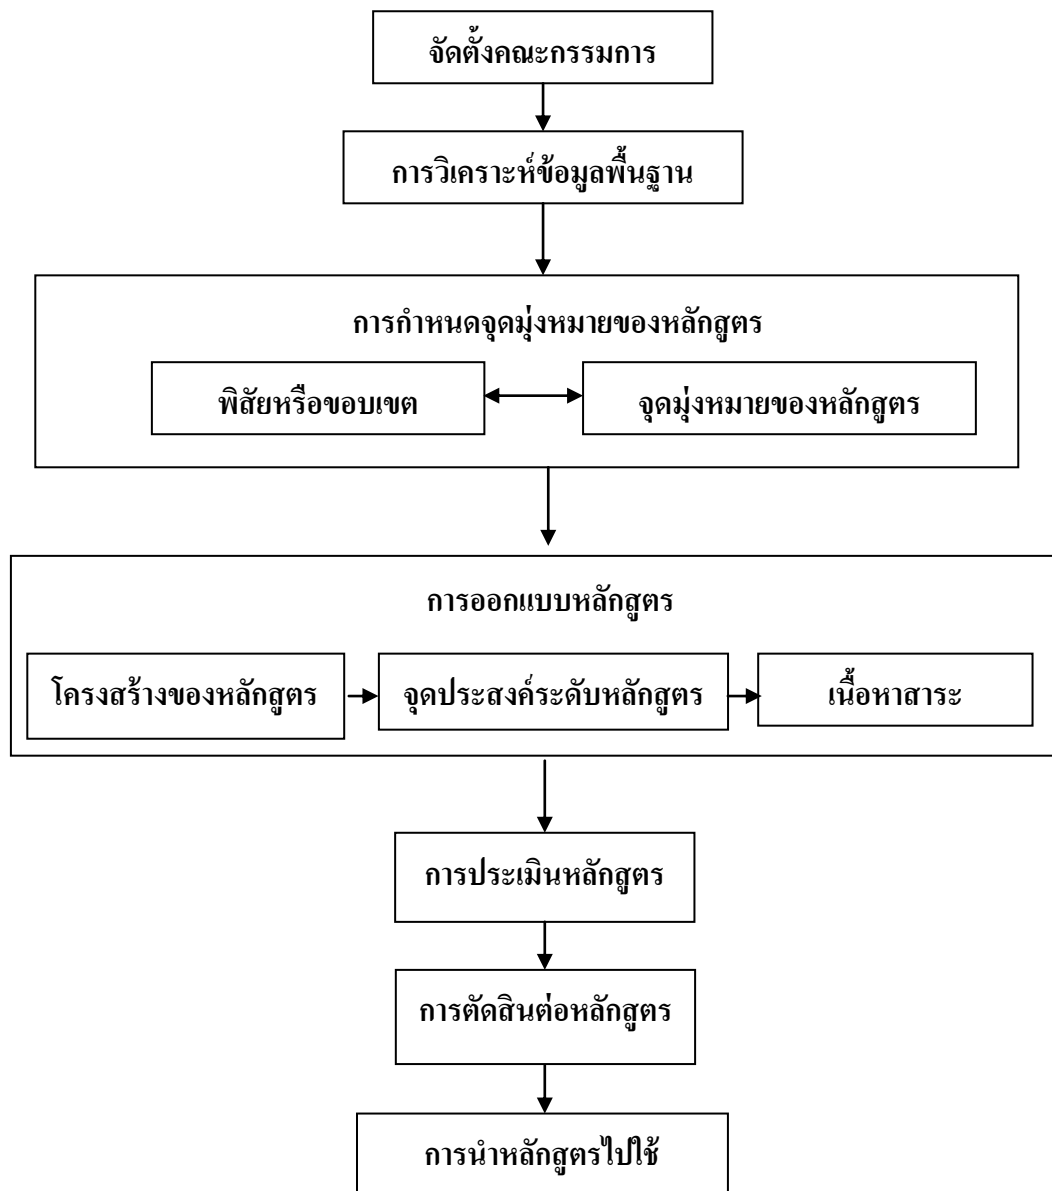 จัดตั้งคณะกรรมการ
การวิเคราะห์ข้อมูลพื้นฐาน
การกำหนดจุดมุ่งหมายของหลักสูตร
พิสัยหรือขอบเขต
จุดมุ่งหมายของหลักสูตร
การออกแบบหลักสูตร
โครงสร้างของหลักสูตร
จุดประสงค์ระดับหลักสูตร
เนื้อหาสาระ
การประเมินหลักสูตร
การตัดสินต่อหลักสูตร
การนำหลักสูตรไปใช้